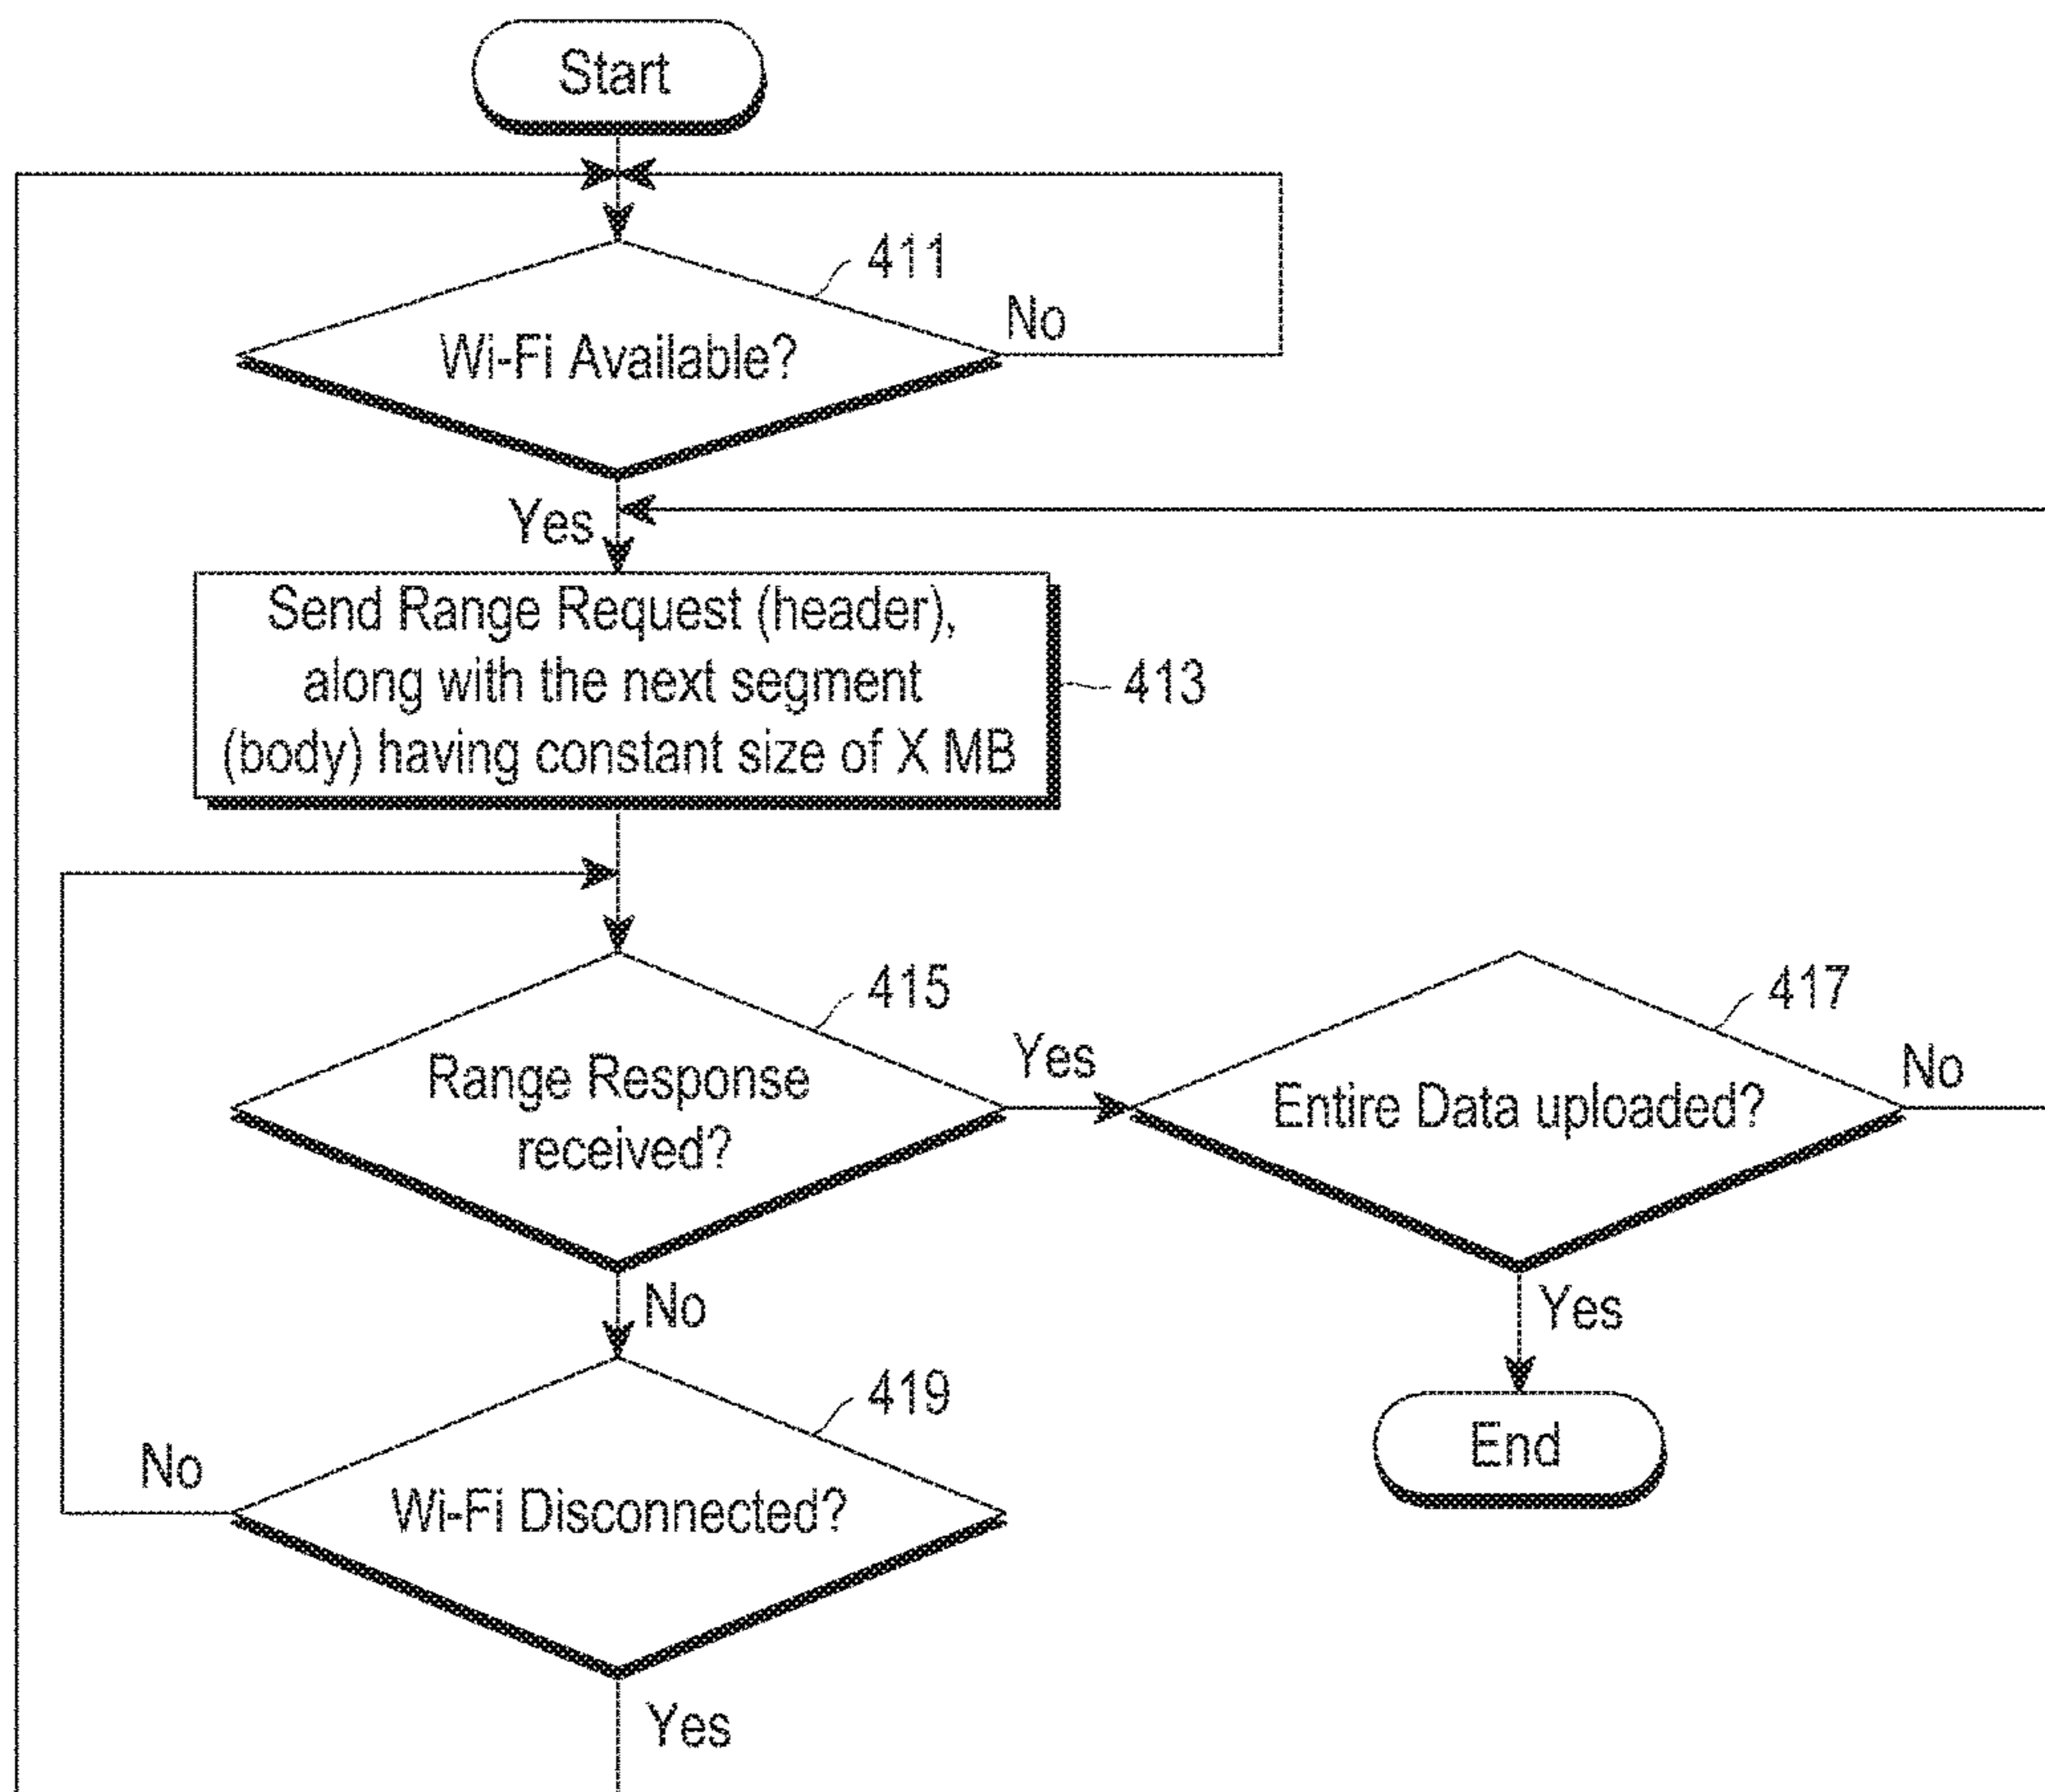 Start
411
No
Wi-Fi Available?
Yes
Send Range Request (header),
along with the next segment
(body) having constant size of X MB
413
415
417
Yes
No
Range Response
received?
Entire Data uploaded?
No
Yes
419
End
No
Wi-Fi Disconnected?
Yes